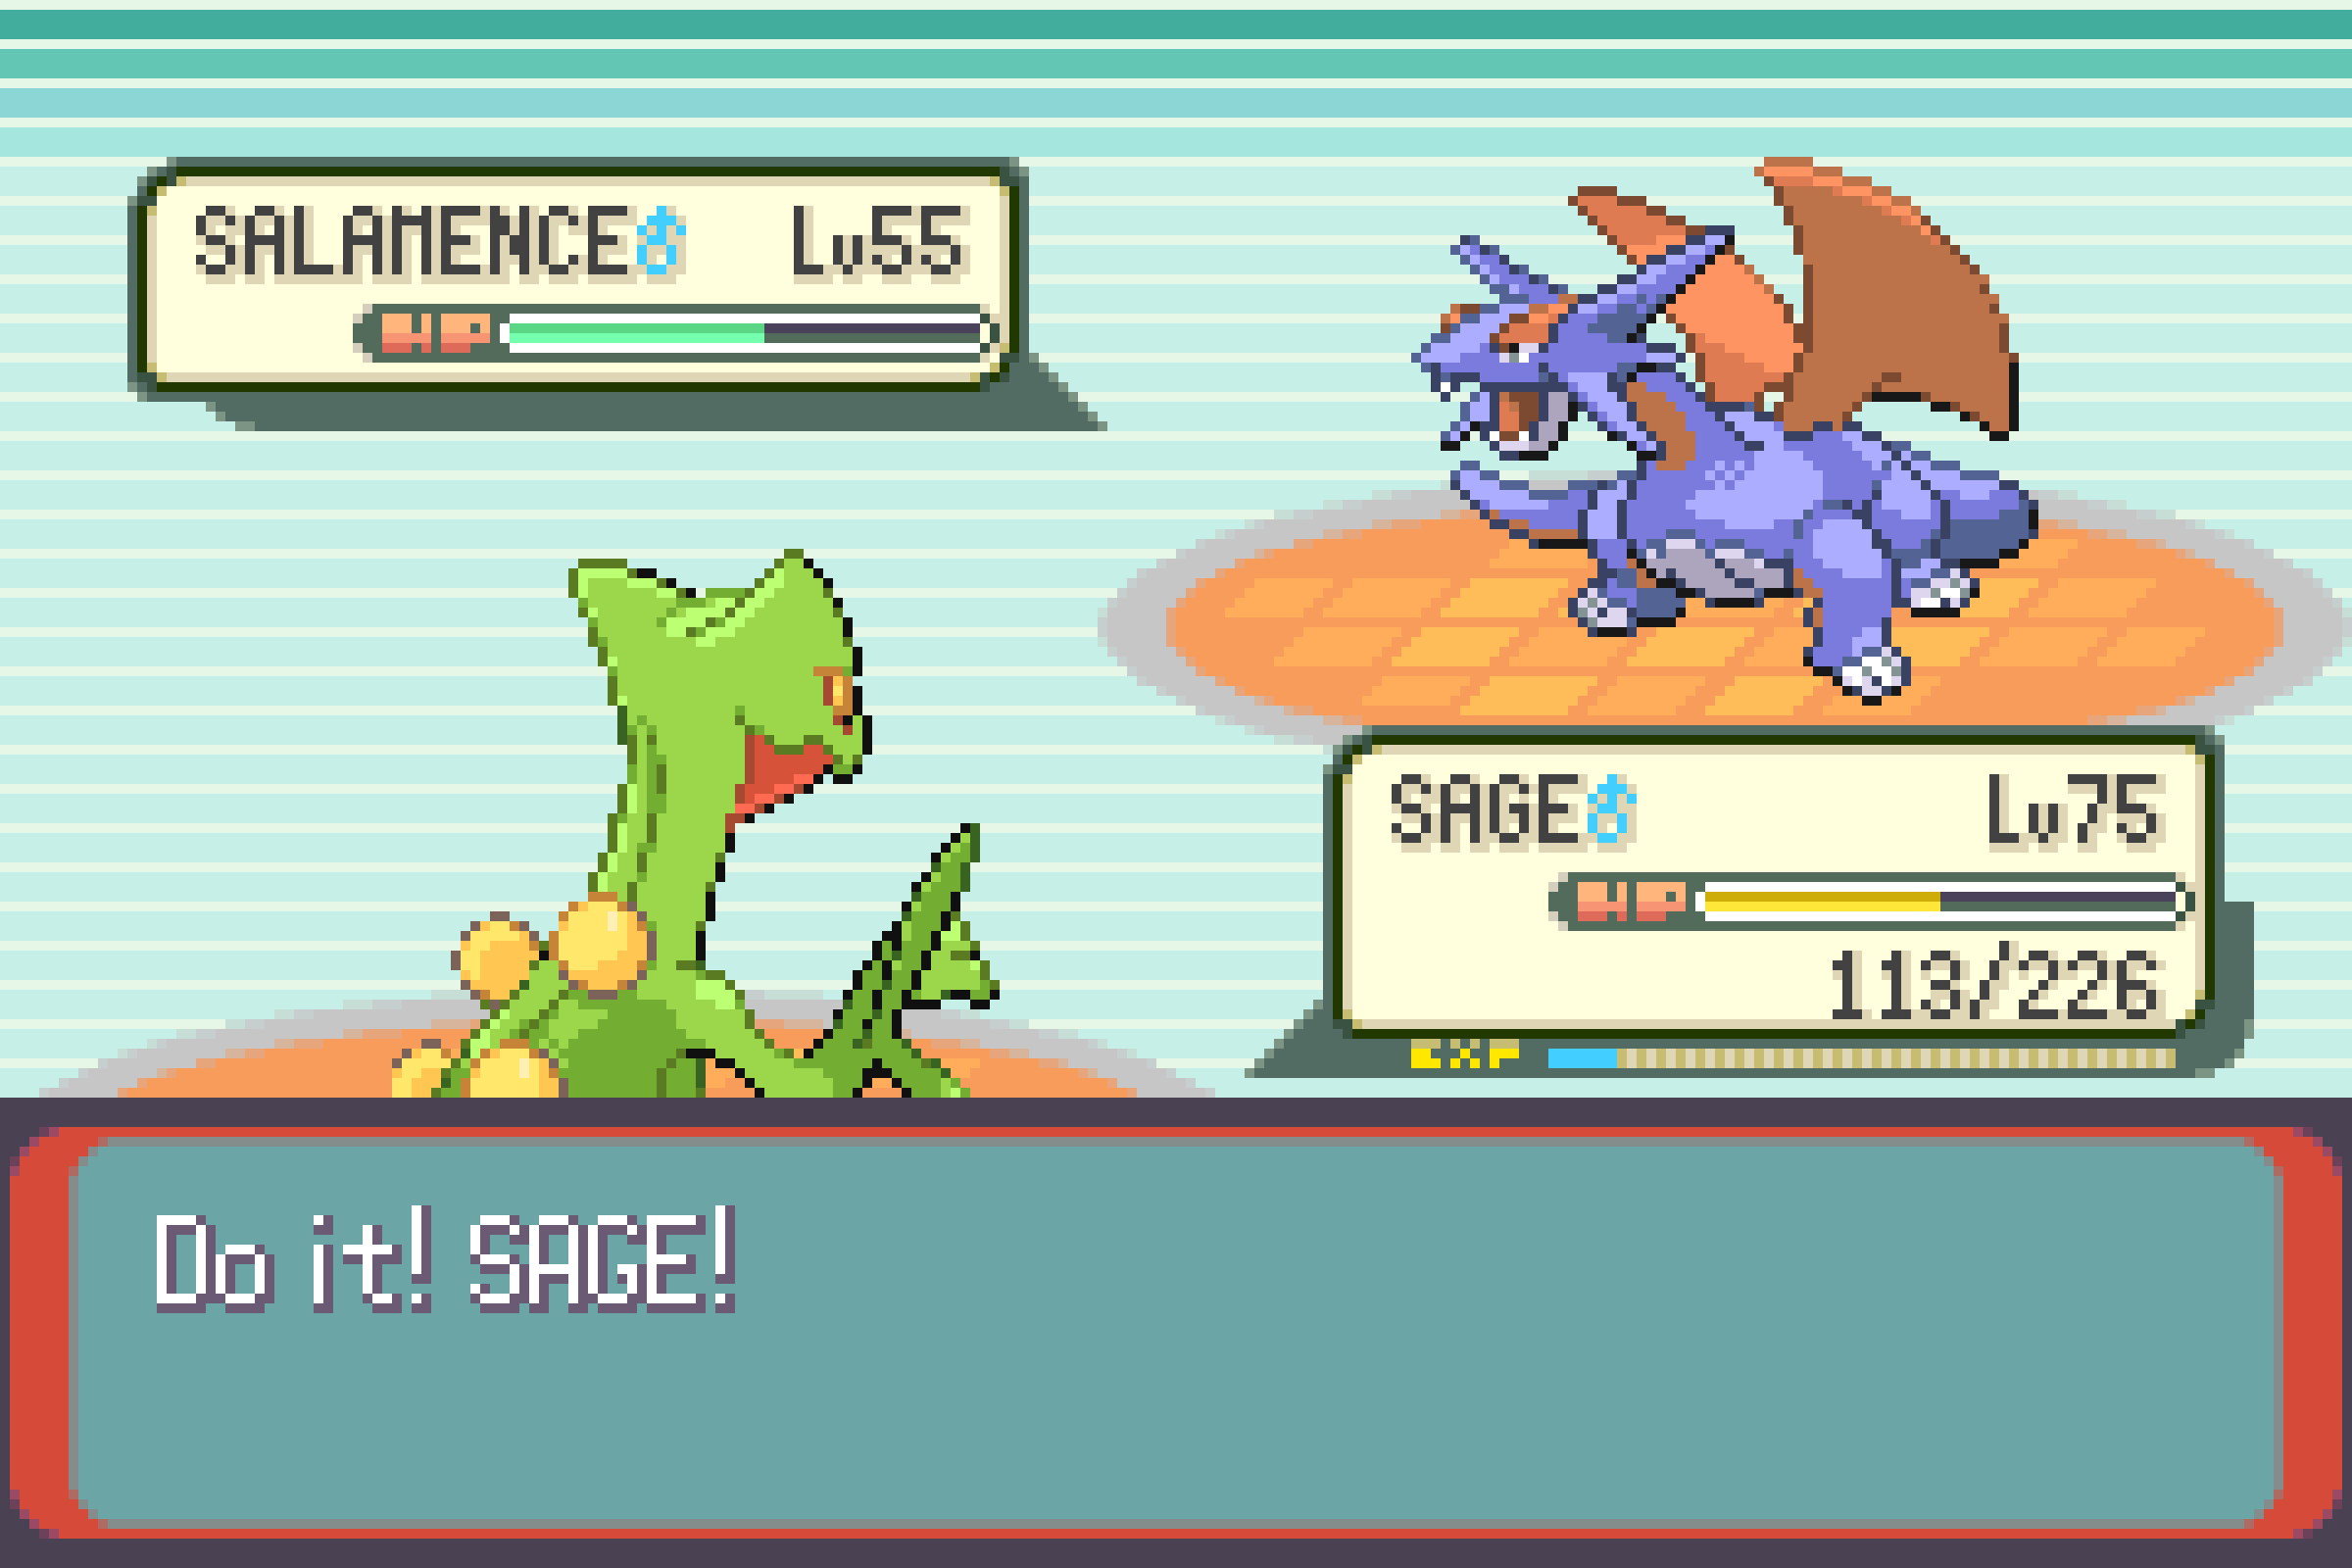 SALAMENCE♂ Lv55
HP
SAGE♂ Lv75
HP
113/226
EXP
Do it! SAGE!